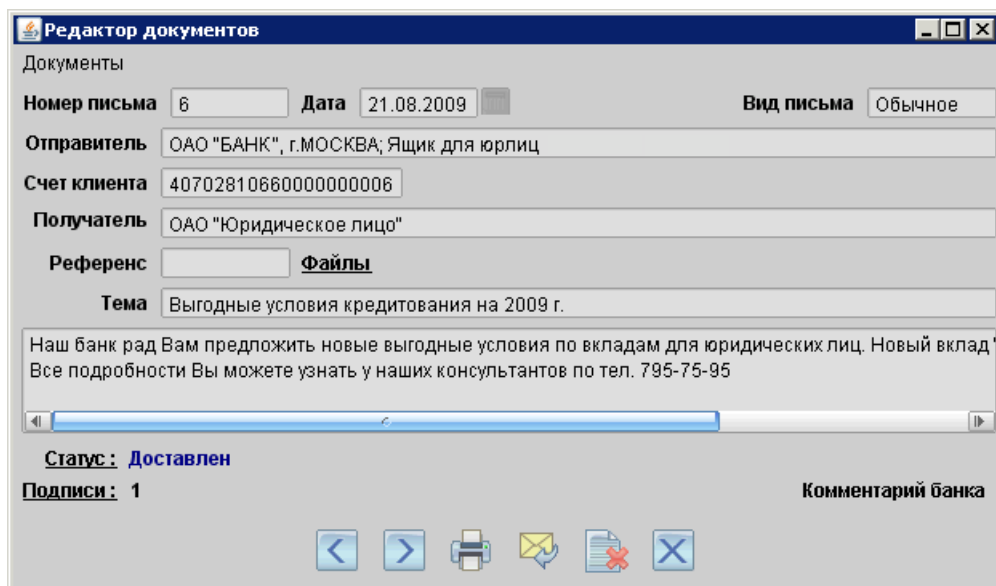 Редактор документов
Документы
Номер письма 6 Дата 21.08.2009 Вид письма Обычное
Отправитель ОАО "БАНК", г.МОСКВА; Ящик для юрлиц
Счет клиента 40702810660000000006
Получатель ОАО "Юридическое лицо"
Референс Файлы
Тема Выгодные условия кредитования на 2009 г.
Наш банк рад Вам предложить новые выгодные условия по вкладам для юридических лиц. Новый вклад "
Все подробности Вы можете узнать у наших консультантов по тел. 795-75-95
Статус: Доставлен
Подписи: 1 Комментарий банка